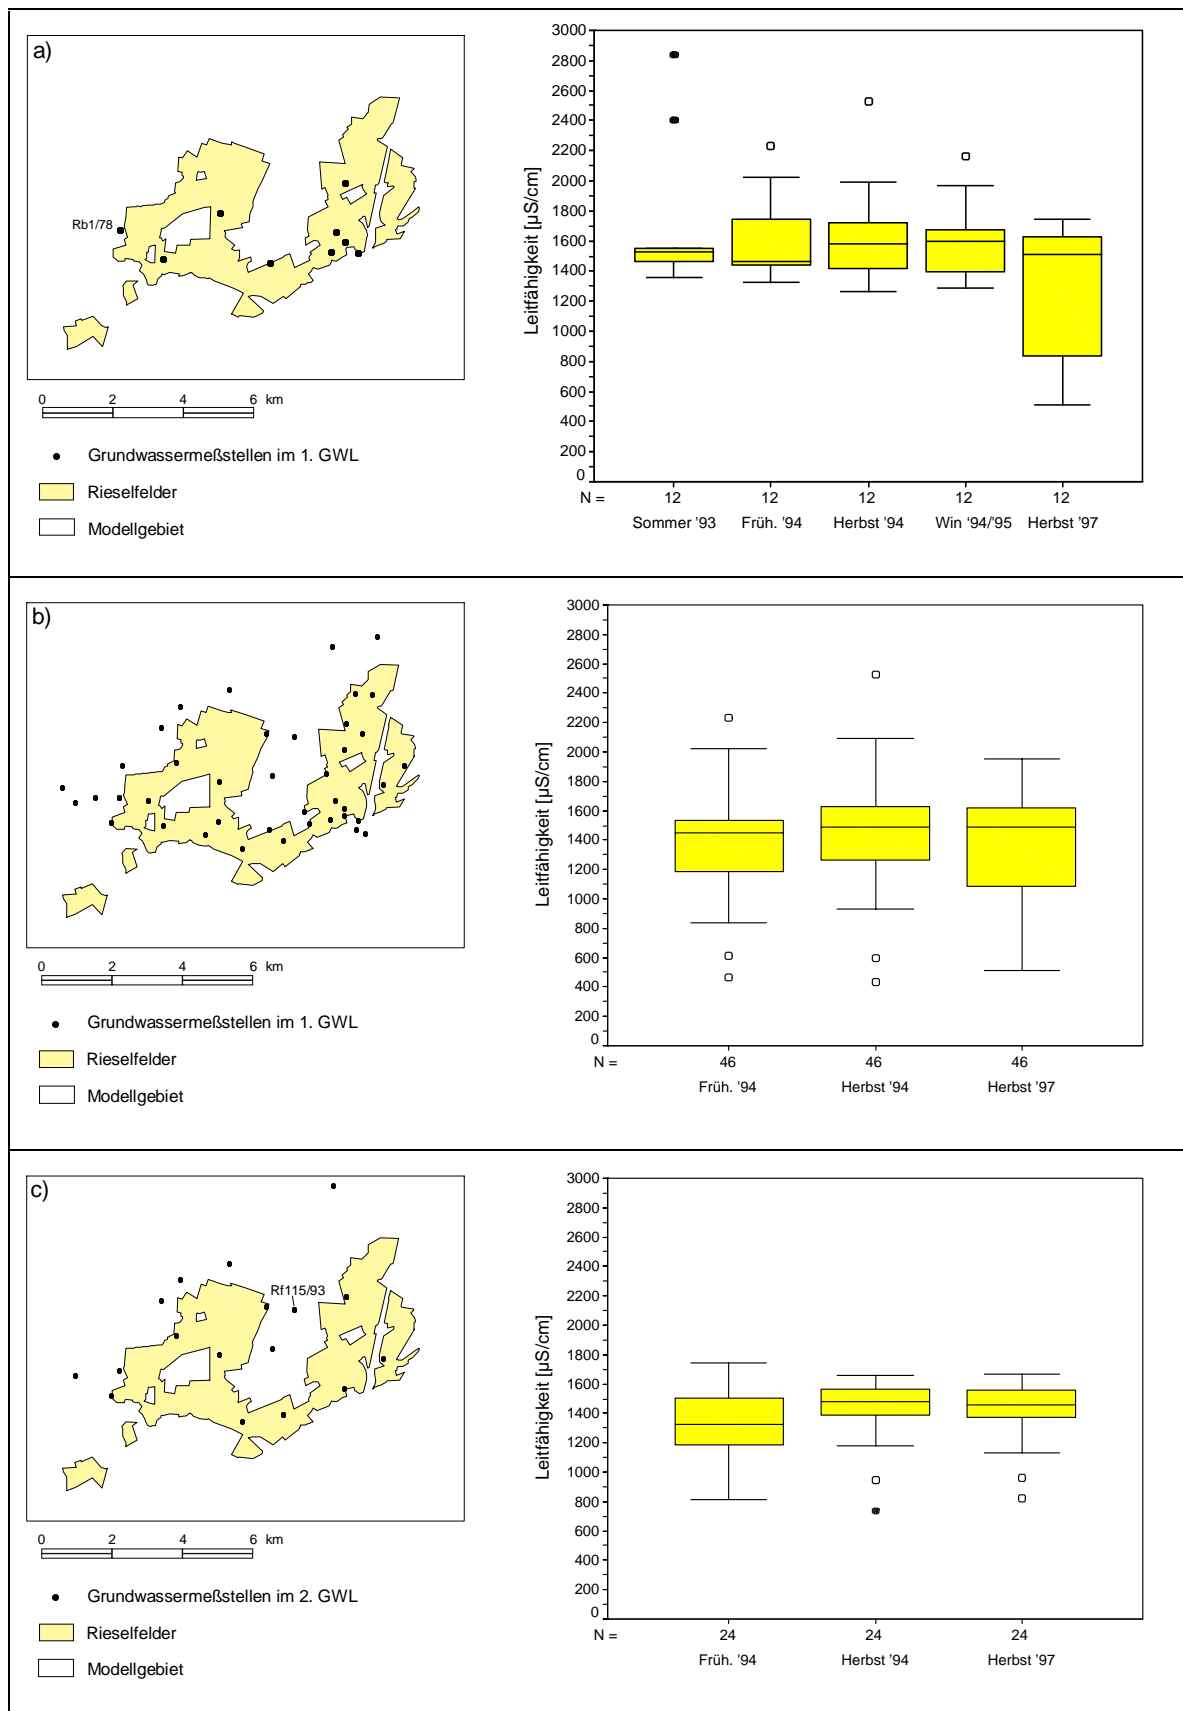 a)
Rb1/78
0 2 4 6 km
Grundwassermeßstellen im 1. GWL
Rieselfelder
Modellgebiet
Leitfähigkeit [µS/cm]
3000
2800
2600
2400
2200
2000
1800
1600
1400
1200
1000
800
600
400
200
0
N = 12 12 12 12 12
Sommer '93 Früh. '94 Herbst '94 Win '94/'95 Herbst '97
b)
0 2 4 6 km
Grundwassermeßstellen im 1. GWL
Rieselfelder
Modellgebiet
Leitfähigkeit [µS/cm]
3000
2800
2600
2400
2200
2000
1800
1600
1400
1200
1000
800
600
400
200
0
N = 46 46 46
Früh. '94 Herbst '94 Herbst '97
c)
Rf115/93
0 2 4 6 km
Grundwassermeßstellen im 2. GWL
Rieselfelder
Modellgebiet
Leitfähigkeit [µS/cm]
3000
2800
2600
2400
2200
2000
1800
1600
1400
1200
1000
800
600
400
200
0
N = 24 24 24
Früh. '94 Herbst '94 Herbst '97